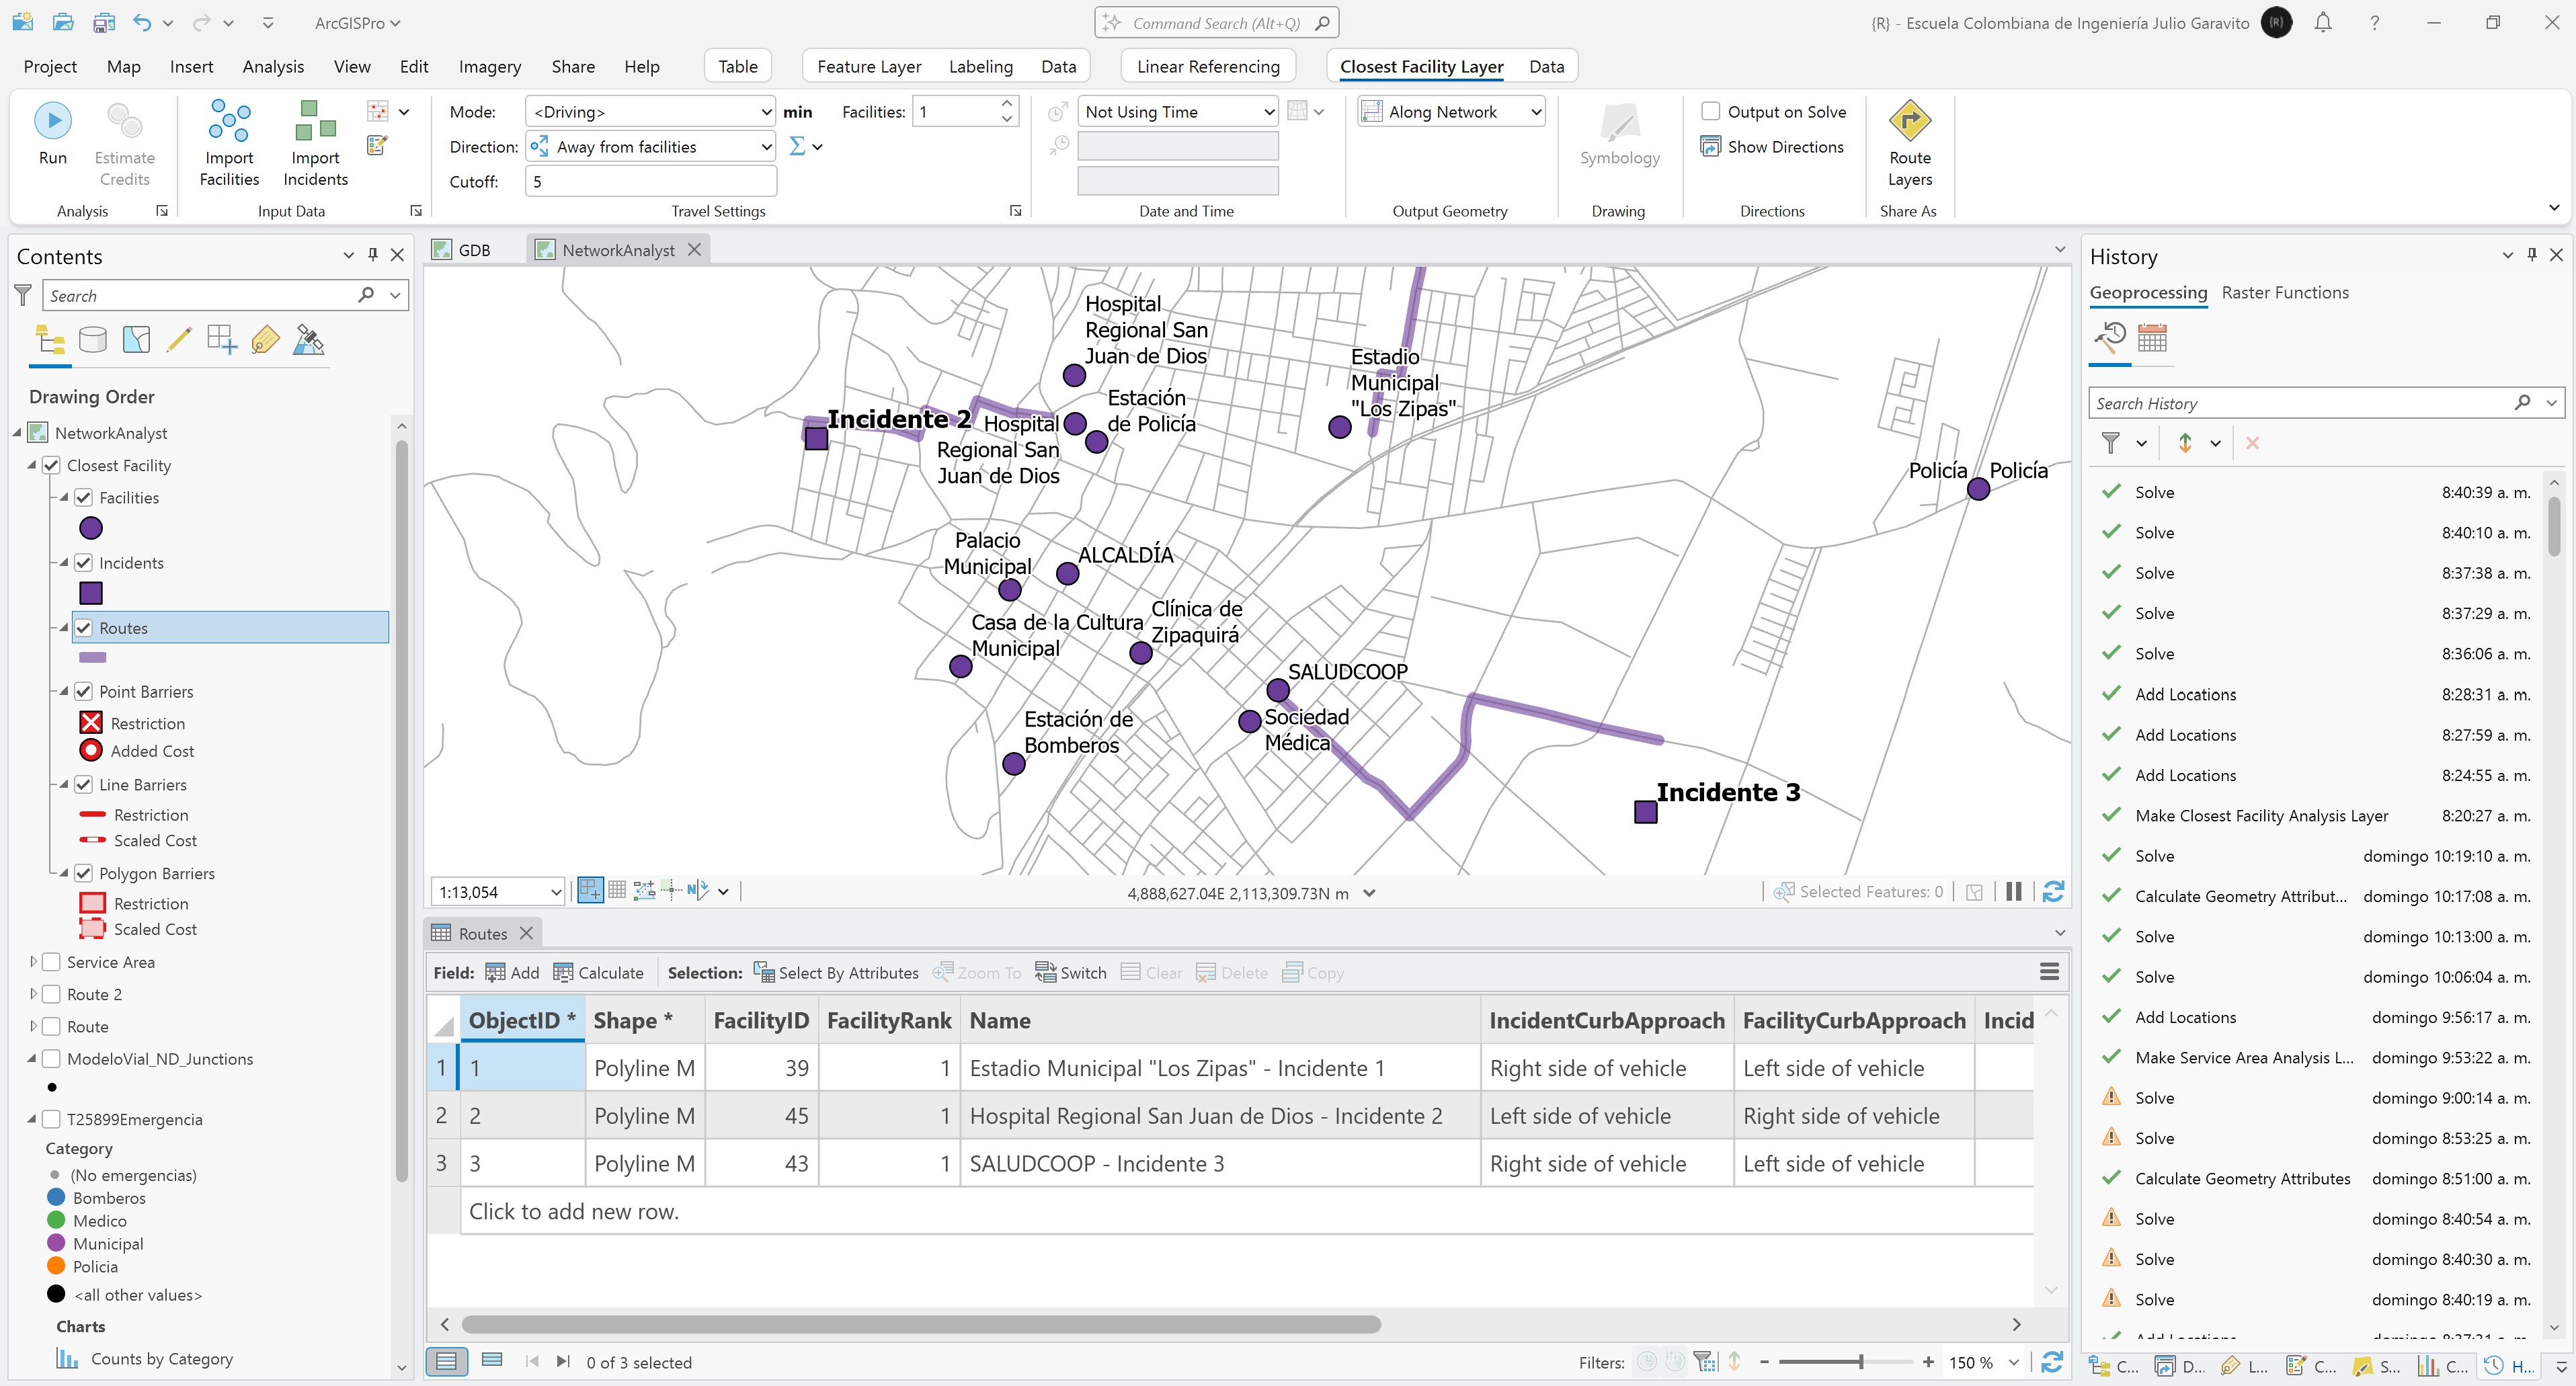 ArcGISPro
Command Search (Alt+Q)
{R} - Escuela Colombiana de Ingeniería Julio Garavito
{R}
?
Project
Map
Insert
Analysis
View
Edit
Imagery
Share
Help
Table
Feature Layer
Labeling
Data
Linear Referencing
Closest Facility Layer
Data
Run
Estimate
Credits
Analysis
Import
Facilities
Import
Incidents
Input Data
Mode:
<Driving>
min
Facilities:
1
Direction:
Away from facilities
Cutoff:
5
Travel Settings
Not Using Time
Date and Time
Along Network
Output Geometry
Symbology
Drawing
Output on Solve
Show Directions
Directions
Route
Layers
Share As
Contents
Search
Drawing Order
NetworkAnalyst
Closest Facility
Facilities
Incidents
Routes
Point Barriers
Restriction
Added Cost
Line Barriers
Restriction
Scaled Cost
Polygon Barriers
Restriction
Scaled Cost
Service Area
Route 2
Route
ModeloVial_ND_Junctions
T25899Emergencia
Category
(No emergencias)
Bomberos
Medico
Municipal
Policia
<all other values>
Charts
Counts by Category
GDB
NetworkAnalyst
Hospital
Regional San
Juan de Dios
Estación
de Policía
Estadio
Municipal
"Los Zipas"
Incidente 2
Hospital
Regional San
Juan de Dios
Policía
Policía
Palacio
Municipal
ALCALDÍA
Casa de la Cultura
Municipal
Clínica de
Zipaquirá
SALUDCOOP
Sociedad
Médica
Estación de
Bomberos
Incidente 3
1:13,054
4,888,627.04E 2,113,309.73N m
Selected Features: 0
Routes
Field:
Add
Calculate
Selection:
Select By Attributes
Zoom To
Switch
Clear
Delete
Copy
ObjectID * Shape * FacilityID FacilityRank Name IncidentCurbApproach FacilityCurbApproach Incid
1 1 Polyline M 39 1 Estadio Municipal "Los Zipas" - Incidente 1 Right side of vehicle Left side of vehicle
2 2 Polyline M 45 1 Hospital Regional San Juan de Dios - Incidente 2 Left side of vehicle Right side of vehicle
3 3 Polyline M 43 1 SALUDCOOP - Incidente 3 Right side of vehicle Left side of vehicle
Click to add new row.
0 of 3 selected
Filters:
150 %
History
Geoprocessing
Raster Functions
Search History
Solve 8:40:39 a. m.
Solve 8:40:10 a. m.
Solve 8:37:38 a. m.
Solve 8:37:29 a. m.
Solve 8:36:06 a. m.
Add Locations 8:28:31 a. m.
Add Locations 8:27:59 a. m.
Add Locations 8:24:55 a. m.
Make Closest Facility Analysis Layer 8:20:27 a. m.
Solve domingo 10:19:10 a. m.
Calculate Geometry Attribut... domingo 10:17:08 a. m.
Solve domingo 10:13:00 a. m.
Solve domingo 10:06:04 a. m.
Add Locations domingo 9:56:17 a. m.
Make Service Area Analysis L... domingo 9:53:22 a. m.
Solve domingo 9:00:14 a. m.
Solve domingo 8:53:25 a. m.
Calculate Geometry Attributes domingo 8:51:00 a. m.
Solve domingo 8:40:54 a. m.
Solve domingo 8:40:30 a. m.
Solve domingo 8:40:19 a. m.
Add Locations domingo 8:37:31 a. m.
C...
D...
L...
C...
S...
C...
H...